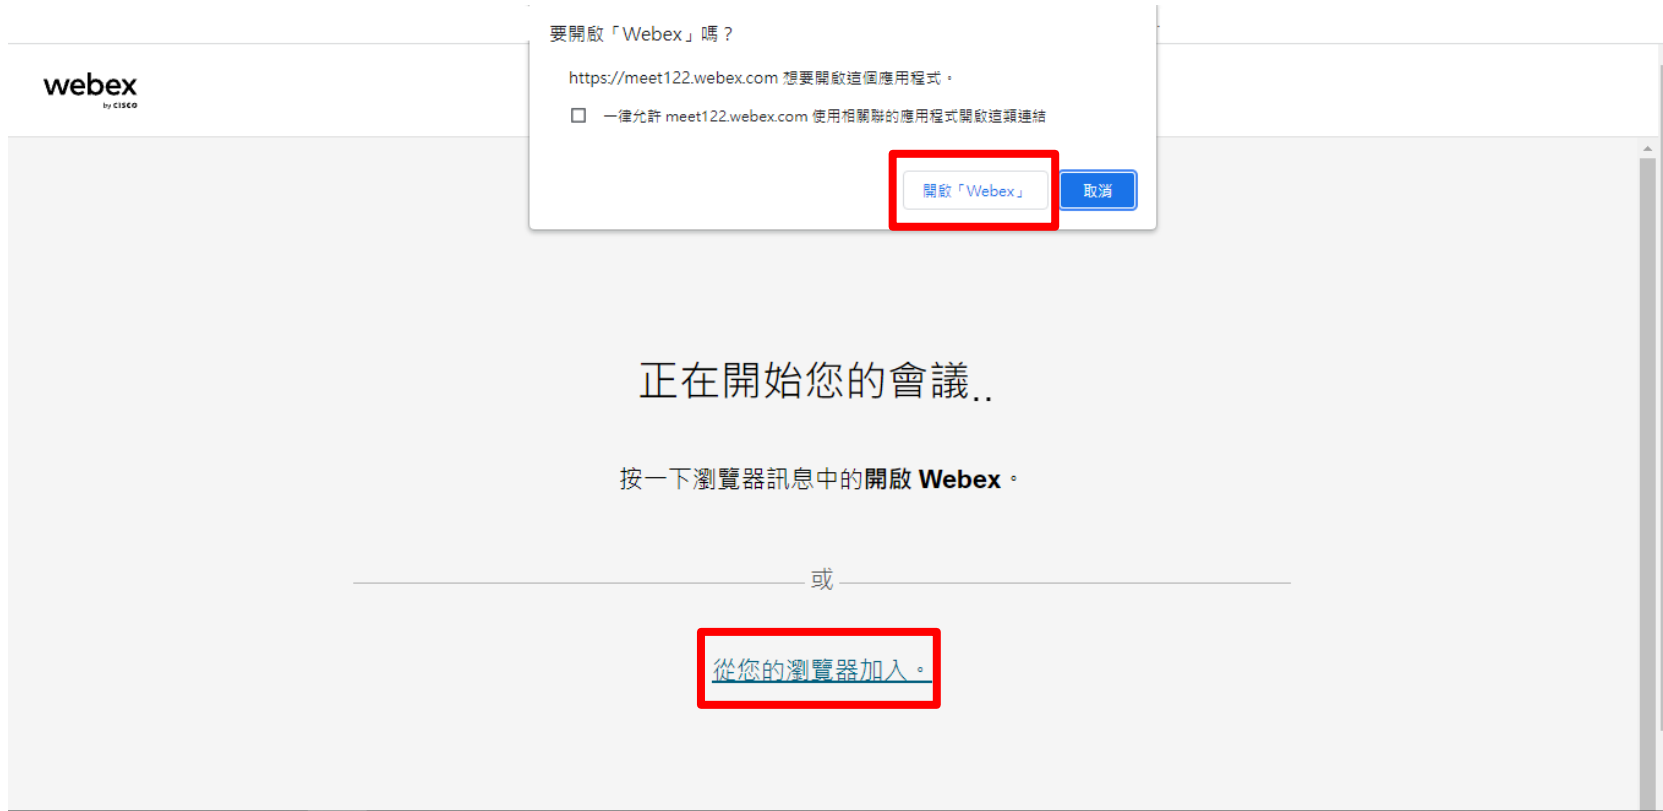 要開啟「Webex」嗎？
https://meet122.webex.com 想要開啟這個應用程式。
一律允許 meet122.webex.com 使用相關聯的應用程式開啟這類連結
開啟「Webex」
取消
webex
by CISCO
正在開始您的會議..
按一下瀏覽器訊息中的開啟 Webex。
或
從您的瀏覽器加入。